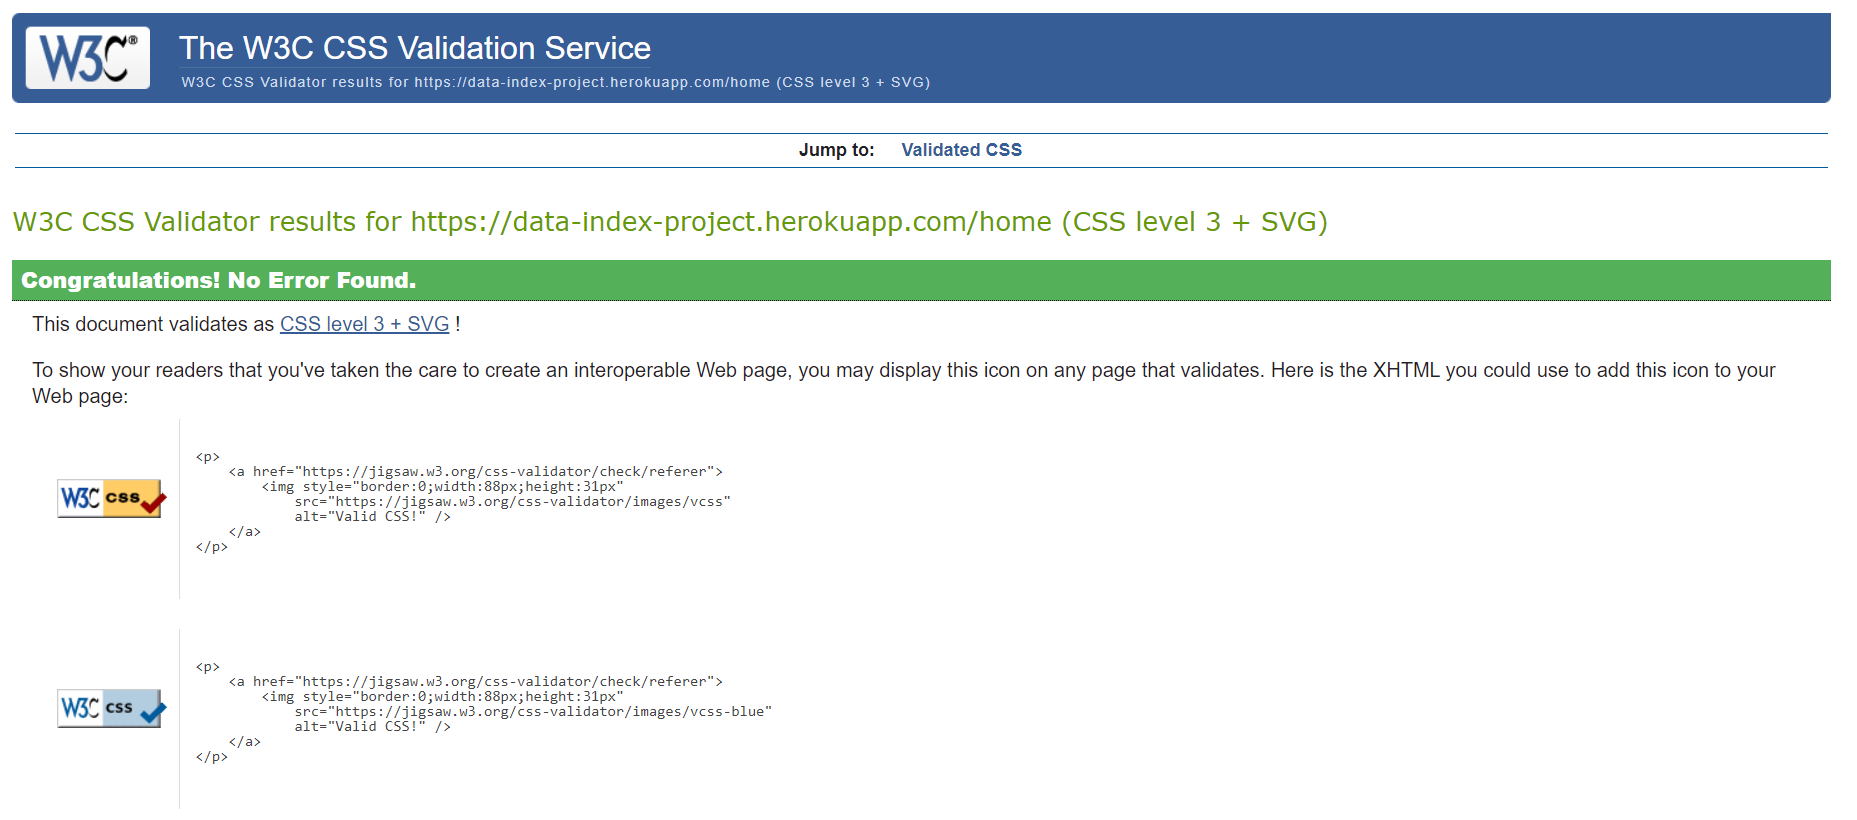 W3C®
The W3C CSS Validation Service
W3C CSS Validator results for https://data-index-project.herokuapp.com/home (CSS level 3 + SVG)
Jump to: Validated CSS
W3C CSS Validator results for https://data-index-project.herokuapp.com/home (CSS level 3 + SVG)
Congratulations! No Error Found.
This document validates as CSS level 3 + SVG !
To show your readers that you've taken the care to create an interoperable Web page, you may display this icon on any page that validates. Here is the XHTML you could use to add this icon to your
Web page:
W3C css
<p>
<a href="https://jigsaw.w3.org/css-validator/check/referer">
<img style="border:0;width:88px;height:31px"
src="https://jigsaw.w3.org/css-validator/images/vcss"
alt="Valid CSS!" />
</a>
</p>
W3C css
<p>
<a href="https://jigsaw.w3.org/css-validator/check/referer">
<img style="border:0;width:88px;height:31px"
src="https://jigsaw.w3.org/css-validator/images/vcss-blue"
alt="Valid CSS!" />
</a>
</p>